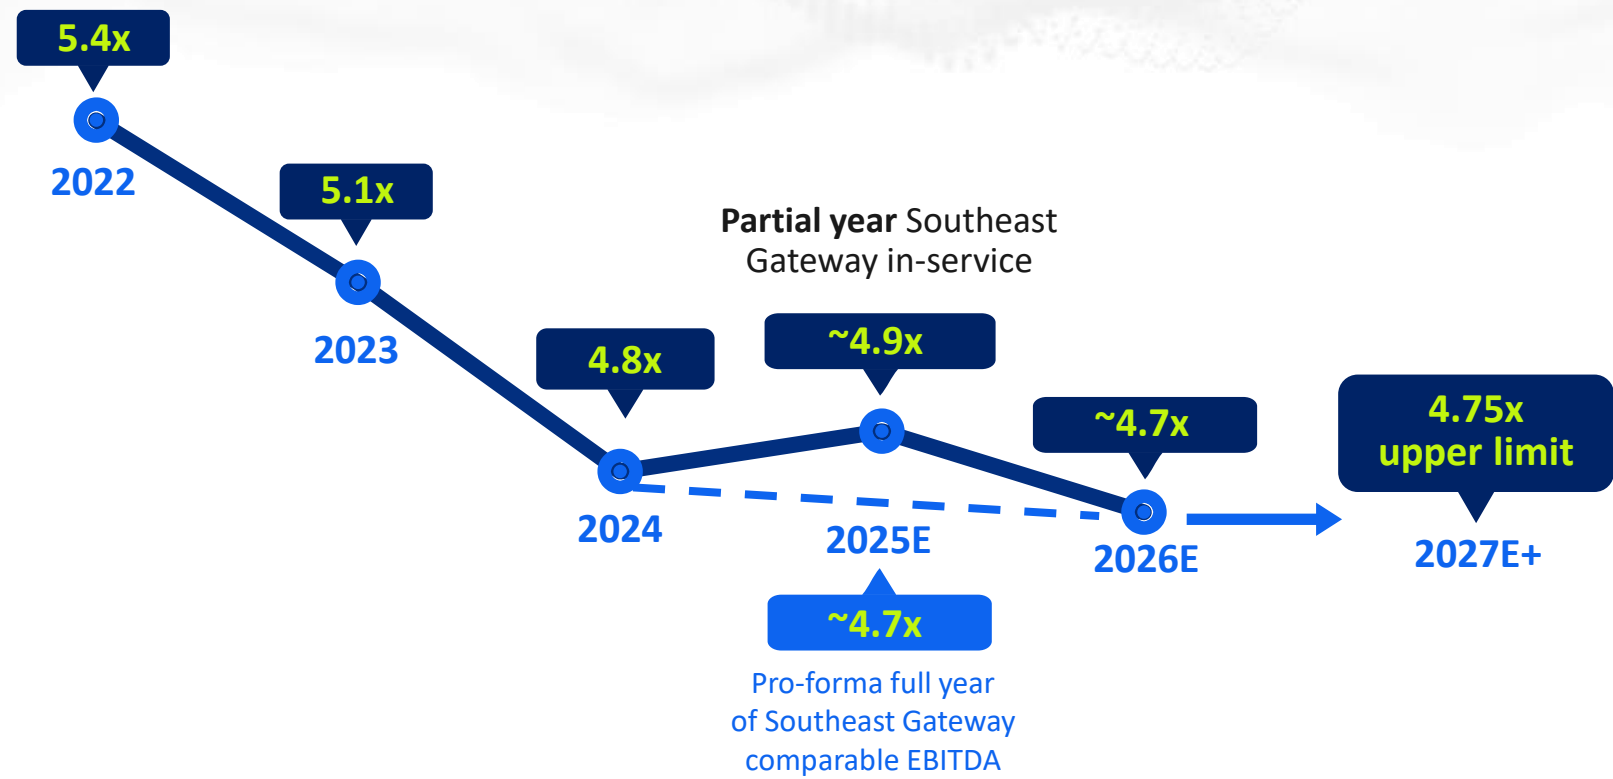 5.4x
2022
5.1x
2023
Partial year Southeast
Gateway in-service
4.8x
2024
~4.9x
2025E
~4.7x
Pro-forma full year
of Southeast Gateway
comparable EBITDA
~4.7x
2026E
4.75x
upper limit
2027E+